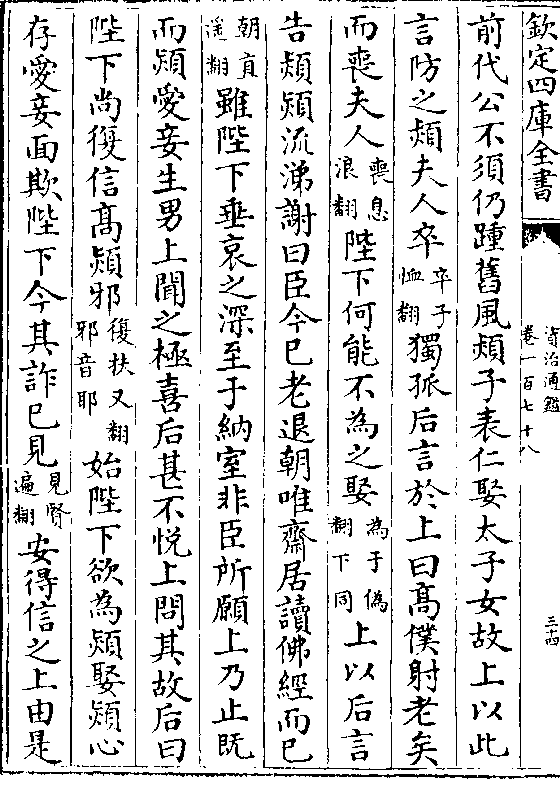 欽定四庫全書
資治通鑑
卷一百七十八
三十四
前代公不須仍踵舊風熲子表仁娶太子女故上以此
言防之熲夫人卒卒子恤翻獨孤后言於上曰髙僕射老矣
而喪夫人喪息浪翻陛下何能不為之娶為于偽翻下同上以后言
告熲熲流涕謝曰臣今已老退朝唯齋居讀佛經而已
朝直遥翻雖陛下垂哀之深至于納室非臣所願上乃止既
而熲愛妾生男上聞之極喜后甚不悅上問其故后曰
陛下尚復信髙熲邪復扶又翻邪音耶始陛下欲為熲娶熲心
存愛妾面欺陛下今其詐已見見賢遍翻安得信之上由是